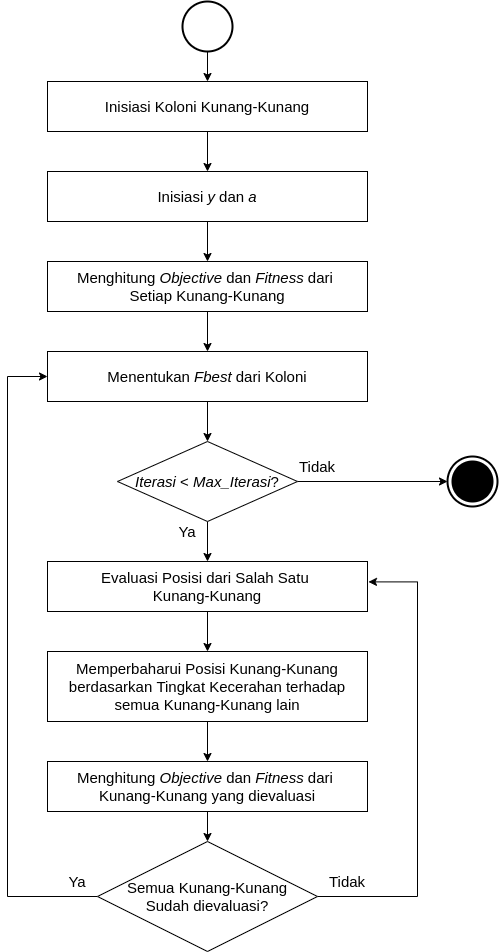 Inisiasi Koloni Kunang-Kunang
Inisiasi y dan a
Menghitung Objective dan Fitness dari
Setiap Kunang-Kunang
Menentukan Fbest dari Koloni
Iterasi < Max_Iterasi?
Tidak
Ya
Evaluasi Posisi dari Salah Satu
Kunang-Kunang
Memperbaharui Posisi Kunang-Kunang
berdasarkan Tingkat Kecerahan terhadap
semua Kunang-Kunang lain
Menghitung Objective dan Fitness dari
Kunang-Kunang yang dievaluasi
Ya
Semua Kunang-Kunang
Sudah dievaluasi?
Tidak